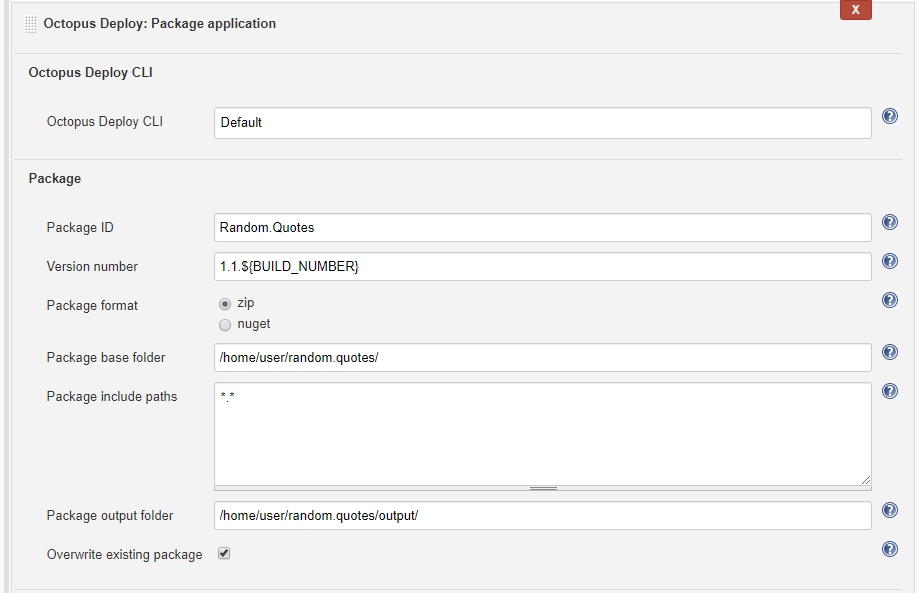 Octopus Deploy: Package application
X
Octopus Deploy CLI
Octopus Deploy CLI
Default
Package
Package ID
Random.Quotes
Version number
1.1.${BUILD_NUMBER}
Package format
zip
nuget
Package base folder
/home/user/random.quotes/
Package include paths
*.*
Package output folder
/home/user/random.quotes/output/
Overwrite existing package